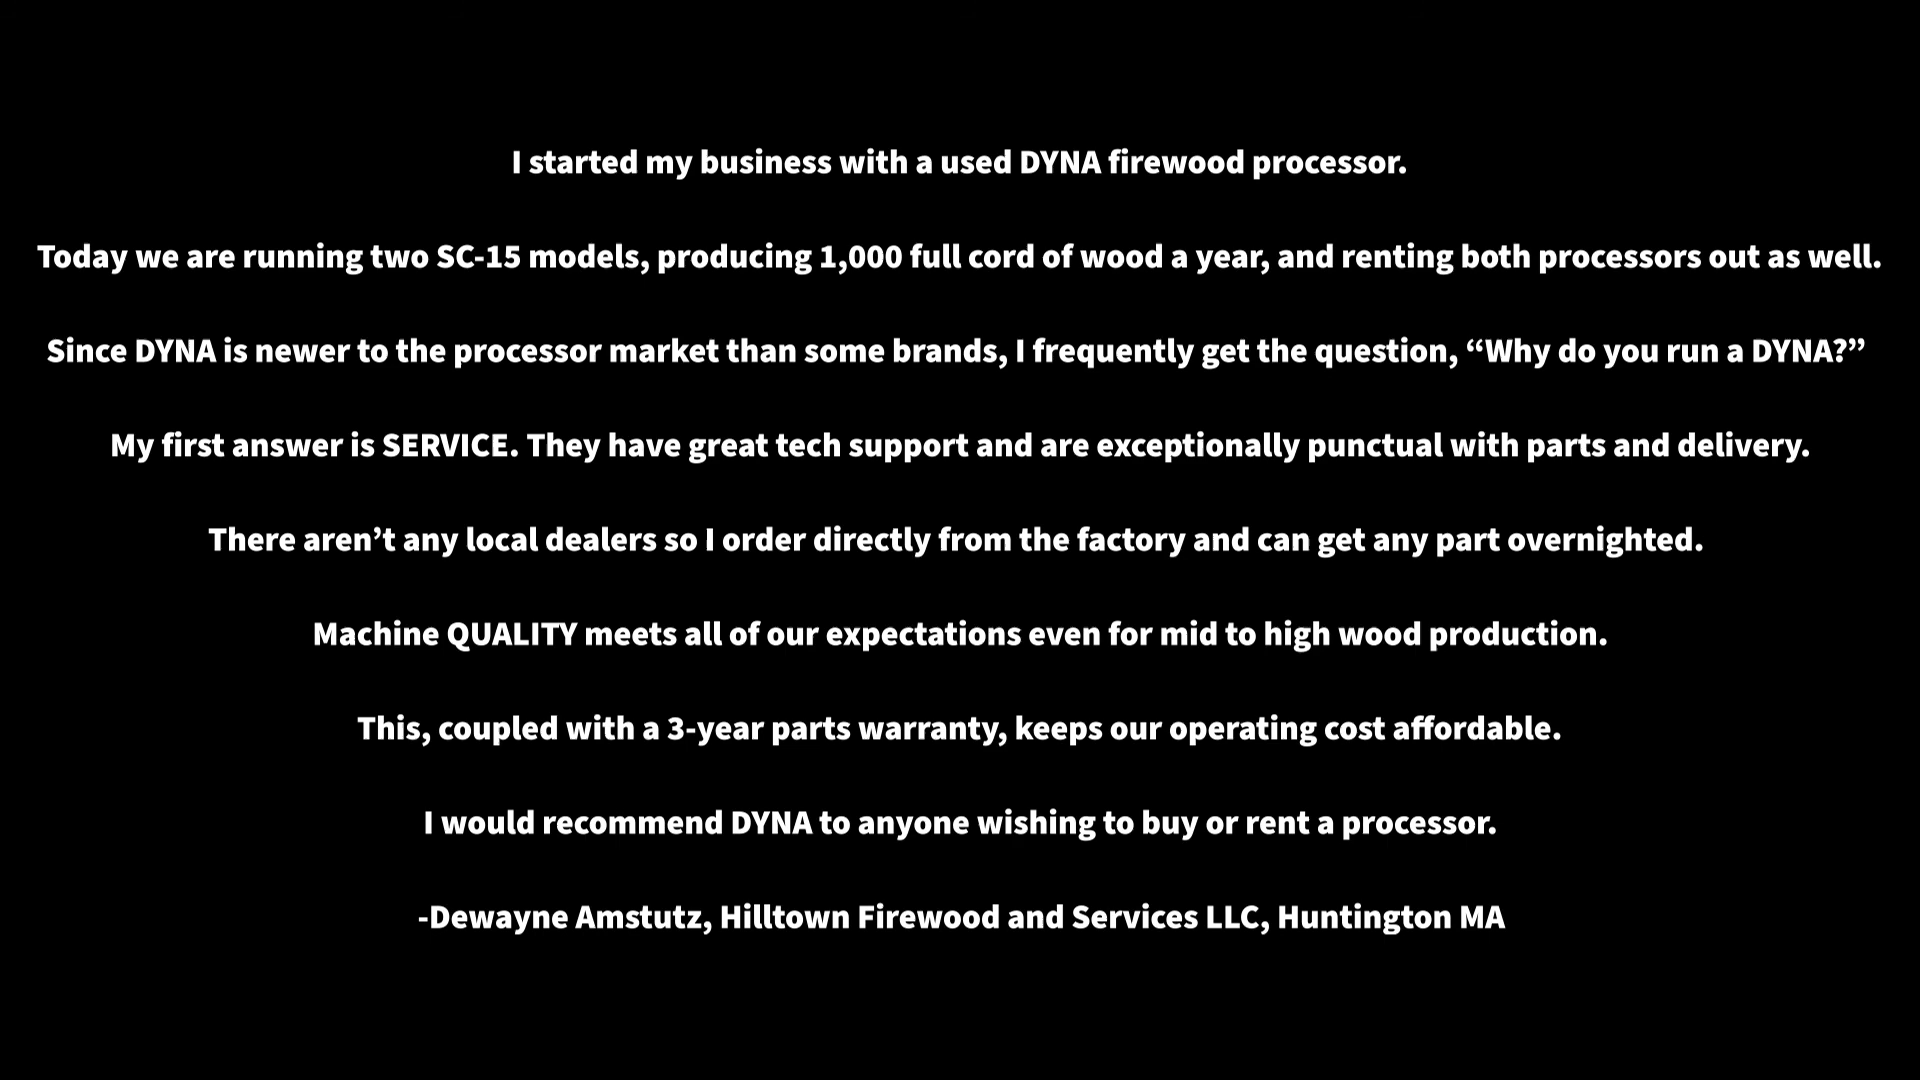 I started my business with a used DYNA firewood processor.
Today we are running two SC-15 models, producing 1,000 full cord of wood a year, and renting both processors out as well.
Since DYNA is newer to the processor market than some brands, I frequently get the question, “Why do you run a DYNA?”
My first answer is SERVICE. They have great tech support and are exceptionally punctual with parts and delivery.
There aren’t any local dealers so I order directly from the factory and can get any part overnighted.
Machine QUALITY meets all of our expectations even for mid to high wood production.
This, coupled with a 3-year parts warranty, keeps our operating cost affordable.
I would recommend DYNA to anyone wishing to buy or rent a processor.
-Dewayne Amstutz, Hilltown Firewood and Services LLC, Huntington MA